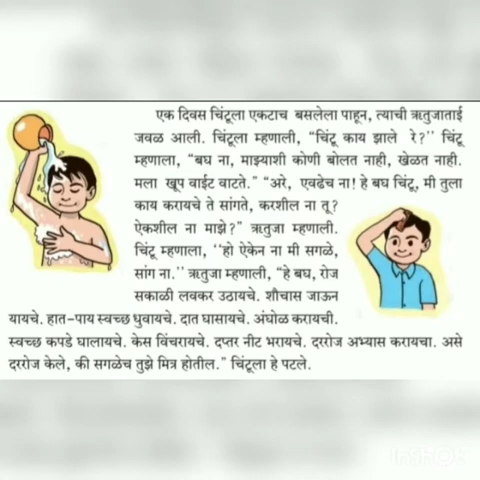 एक दिवस चिंटूला एकटाच बसलेला पाहून, त्याची ऋतुजाताई
जवळ आली. चिंटूला म्हणाली, “चिंटू काय झाले रे?’’ चिंटू
म्हणाला, “बघ ना, माझ्याशी कोणी बोलत नाही, खेळत नाही.
मला खूप वाईट वाटते.” “अरे, एवढेच ना! हे बघ चिंटू, मी तुला
काय करायचे ते सांगते, करशील ना तू?
ऐकशील ना माझे?” ऋतुजा म्हणाली.
चिंटू म्हणाला, ‘‘हो ऐकेन ना मी सगळे,
सांग ना.’’ ऋतुजा म्हणाली, “हे बघ, रोज
सकाळी लवकर उठायचे. शौचास जाऊन
यायचे. हात-पाय स्वच्छ धुवायचे. दात घासायचे. अंघोळ करायची.
स्वच्छ कपडे घालायचे. केस विंचरायचे. दप्तर नीट भरायचे. दररोज अभ्यास करायचा. असे
दररोज केले, की सगळेच तुझे मित्र होतील.” चिंटूला हे पटले.